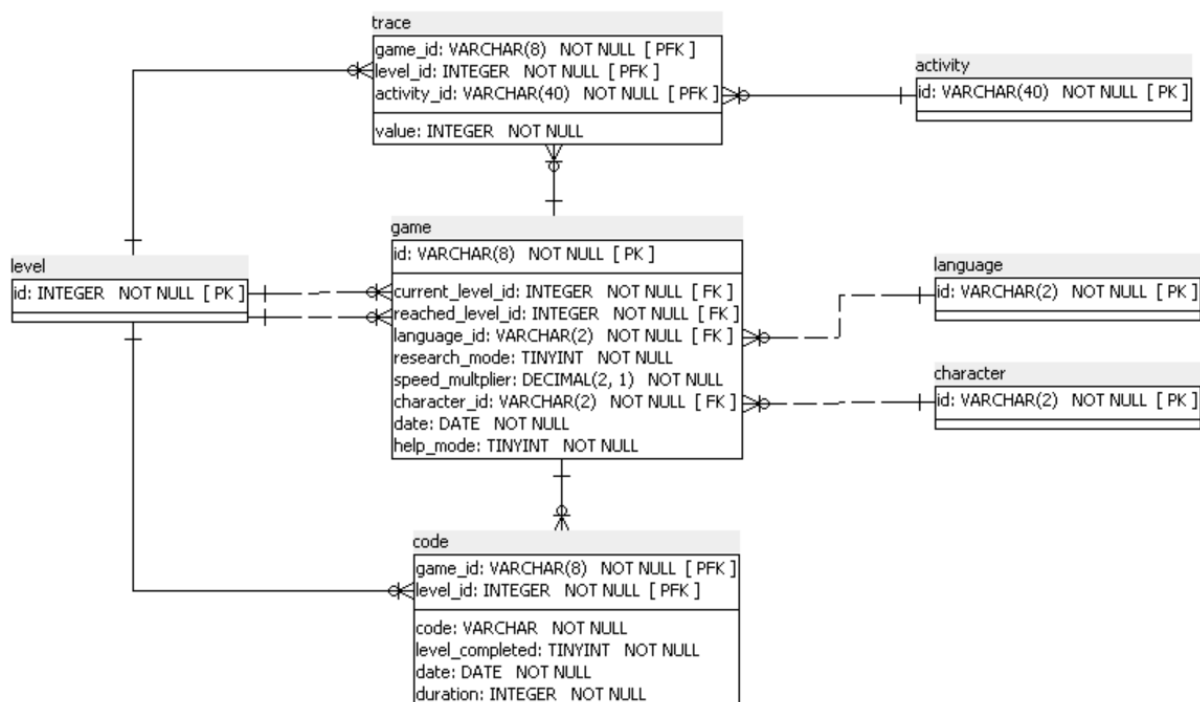 trace
game_id: VARCHAR(8) NOT NULL [ PFK ]
level_id: INTEGER NOT NULL [ PFK ]
activity_id: VARCHAR(40) NOT NULL [ PFK ]
value: INTEGER NOT NULL
activity
id: VARCHAR(40) NOT NULL [ PK ]
level
id: INTEGER NOT NULL [ PK ]
game
id: VARCHAR(8) NOT NULL [ PK ]
current_level_id: INTEGER NOT NULL [ FK ]
reached_level_id: INTEGER NOT NULL [ FK ]
language_id: VARCHAR(2) NOT NULL [ FK ]
research_mode: TINYINT NOT NULL
speed_multplier: DECIMAL(2, 1) NOT NULL
character_id: VARCHAR(2) NOT NULL [ FK ]
date: DATE NOT NULL
help_mode: TINYINT NOT NULL
language
id: VARCHAR(2) NOT NULL [ PK ]
character
id: VARCHAR(2) NOT NULL [ PK ]
code
game_id: VARCHAR(8) NOT NULL [ PFK ]
level_id: INTEGER NOT NULL [ PFK ]
code: VARCHAR NOT NULL
level_completed: TINYINT NOT NULL
date: DATE NOT NULL
duration: INTEGER NOT NULL